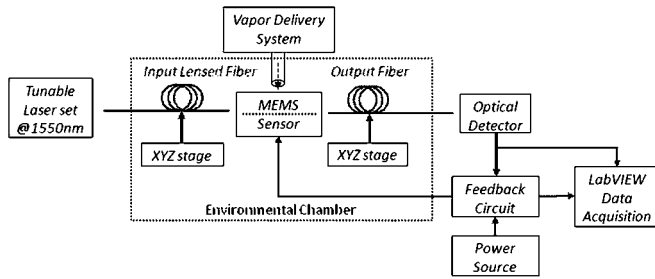 Vapor Delivery
System
Input Lensed Fiber
Output Fiber
Tunable
Laser set
@1550nm
MEMS
Sensor
Optical
Detector
XYZ stage
XYZ stage
Feedback
Circuit
LabVIEW
Data
Acquisition
Environmental Chamber
Power
Source